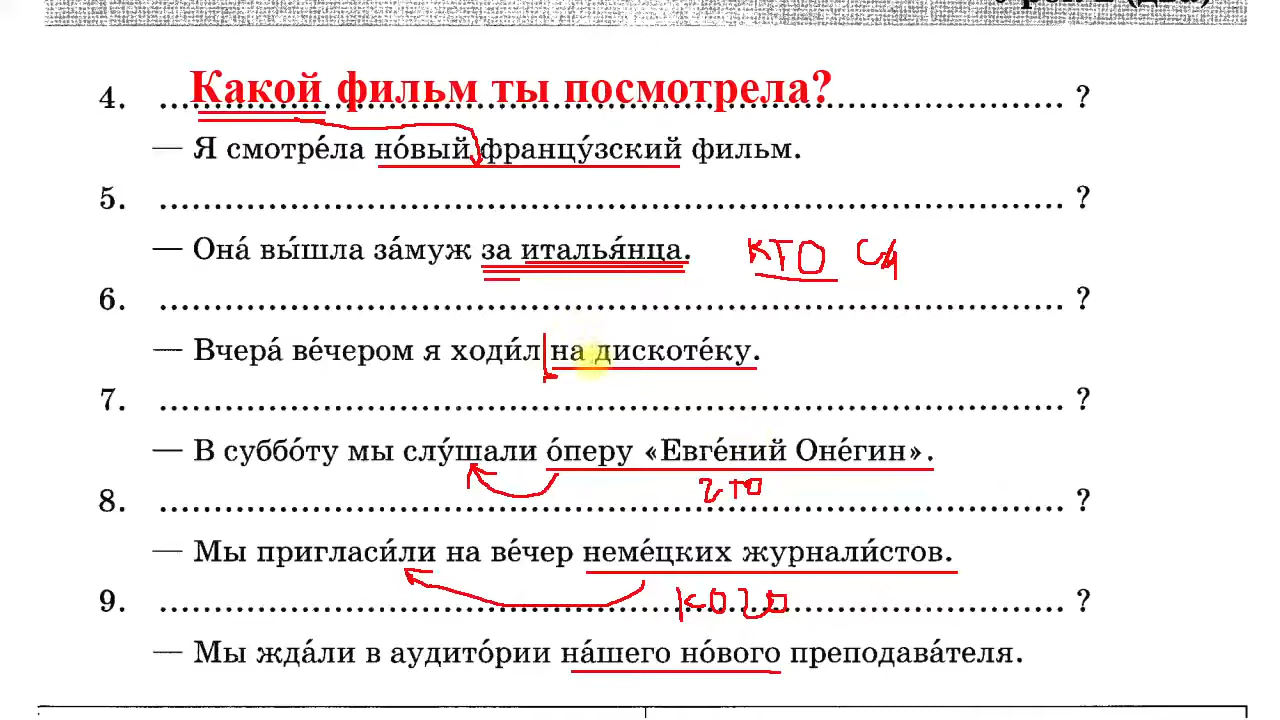 4. Какой фильм ты посмотрела? ?
— Я смотре́ла но́вый францу́зский фильм.
5. ?
— Она́ вы́шла за́муж за италья́нца. кто
6. ?
— Вчера́ ве́чером я ходи́л на дискоте́ку.
7. ?
— В суббо́ту мы слу́шали о́перу «Евге́ний Оне́гин».
что
8. ?
— Мы пригласи́ли на ве́чер неме́цких журнали́стов.
9. кого ?
— Мы жда́ли в аудито́рии на́шего но́вого преподава́теля.